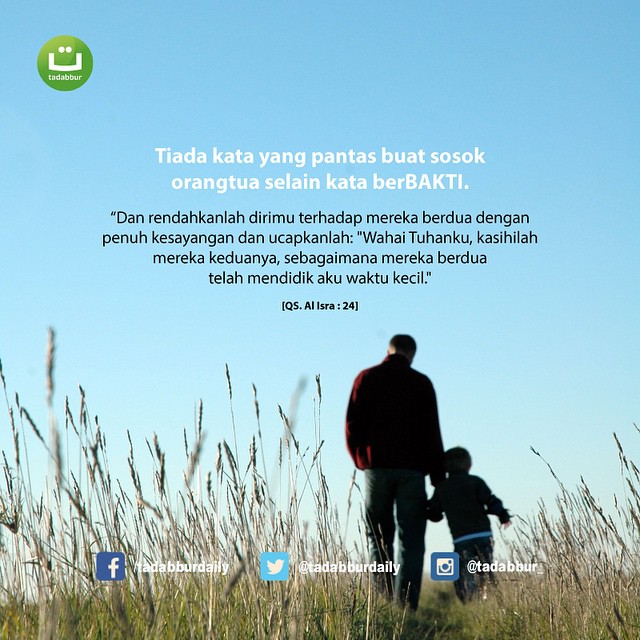 ت
tadabbur
Tiada kata yang pantas buat sosok
orangtua selain kata berBAKTI.
“Dan rendahkanlah dirimu terhadap mereka berdua dengan
penuh kesayangan dan ucapkanlah: "Wahai Tuhanku, kasihilah
mereka keduanya, sebagaimana mereka berdua
telah mendidik aku waktu kecil."
[QS. Al Isra : 24]
tadabburdaily @tadabburdaily @tadabbur_